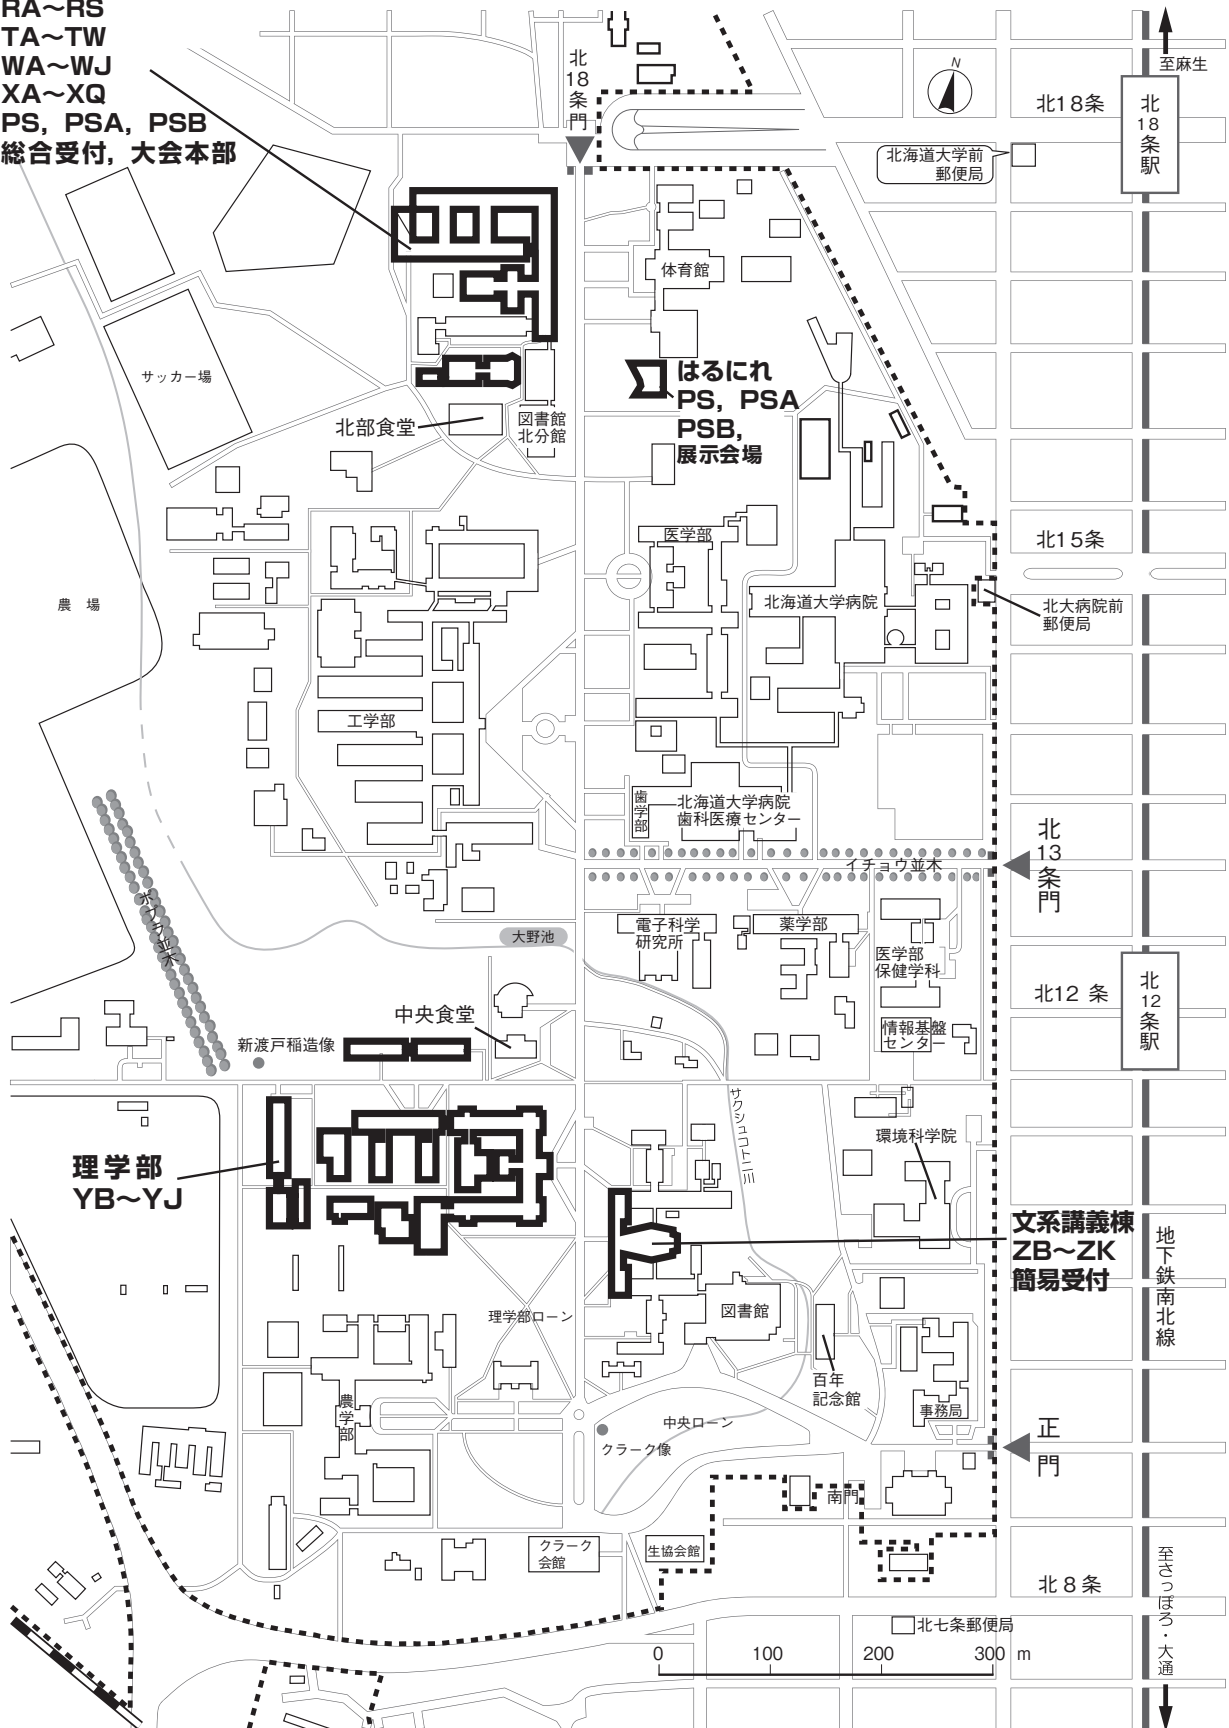 RA～RS
TA～TW
WA～WJ
XA～XQ
PS, PSA, PSB
総合受付, 大会本部
北18条門
N
至麻生
北18条
北18条駅
北海道大学前
郵便局
体育館
サッカー場
はるにれ
PS, PSA
PSB,
展示会場
北部食堂
図書館
北分館
医学部
北15条
農 場
北海道大学病院
北大病院前
郵便局
工学部
歯学部
北海道大学病院
歯科医療センター
北13条門
イチョウ並木
ポプラ並木
大野池
電子科学
研究所
薬学部
医学部
保健学科
北12 条
北12条駅
中央食堂
情報基盤
センター
新渡戸稲造像
サクシュコトニ川
環境科学院
理学部
YB～YJ
文系講義棟
ZB～ZK
簡易受付
地下鉄南北線
理学部ローン
図書館
百年
記念館
農学部
事務局
中央ローン
クラーク像
正門
南門
クラーク
会館
生協会館
北８条
至さっぽろ・大通
北七条郵便局
0 100 200 300 m